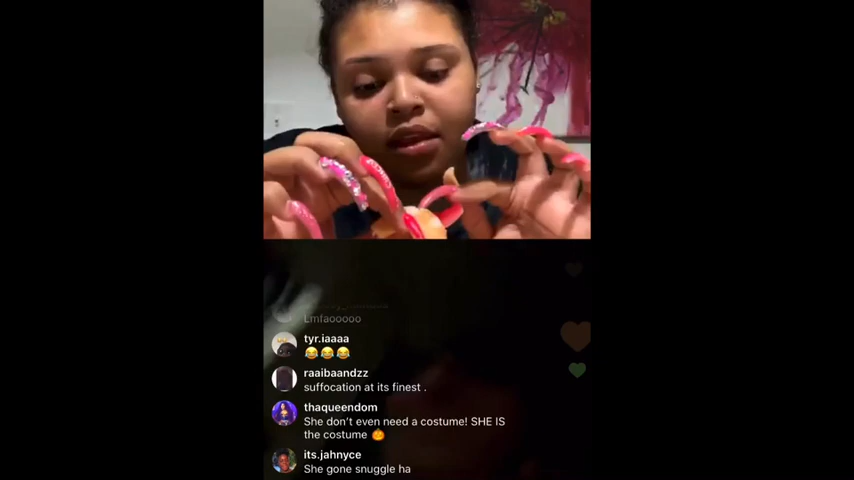 Lmfaooooo
tyr.iaaaa
😂😂😂
raaibaandzz
suffocation at its finest .
thaqueendom
She don't even need a costume! SHE IS
the costume 🎃
its.jahnyce
She gone snuggle ha